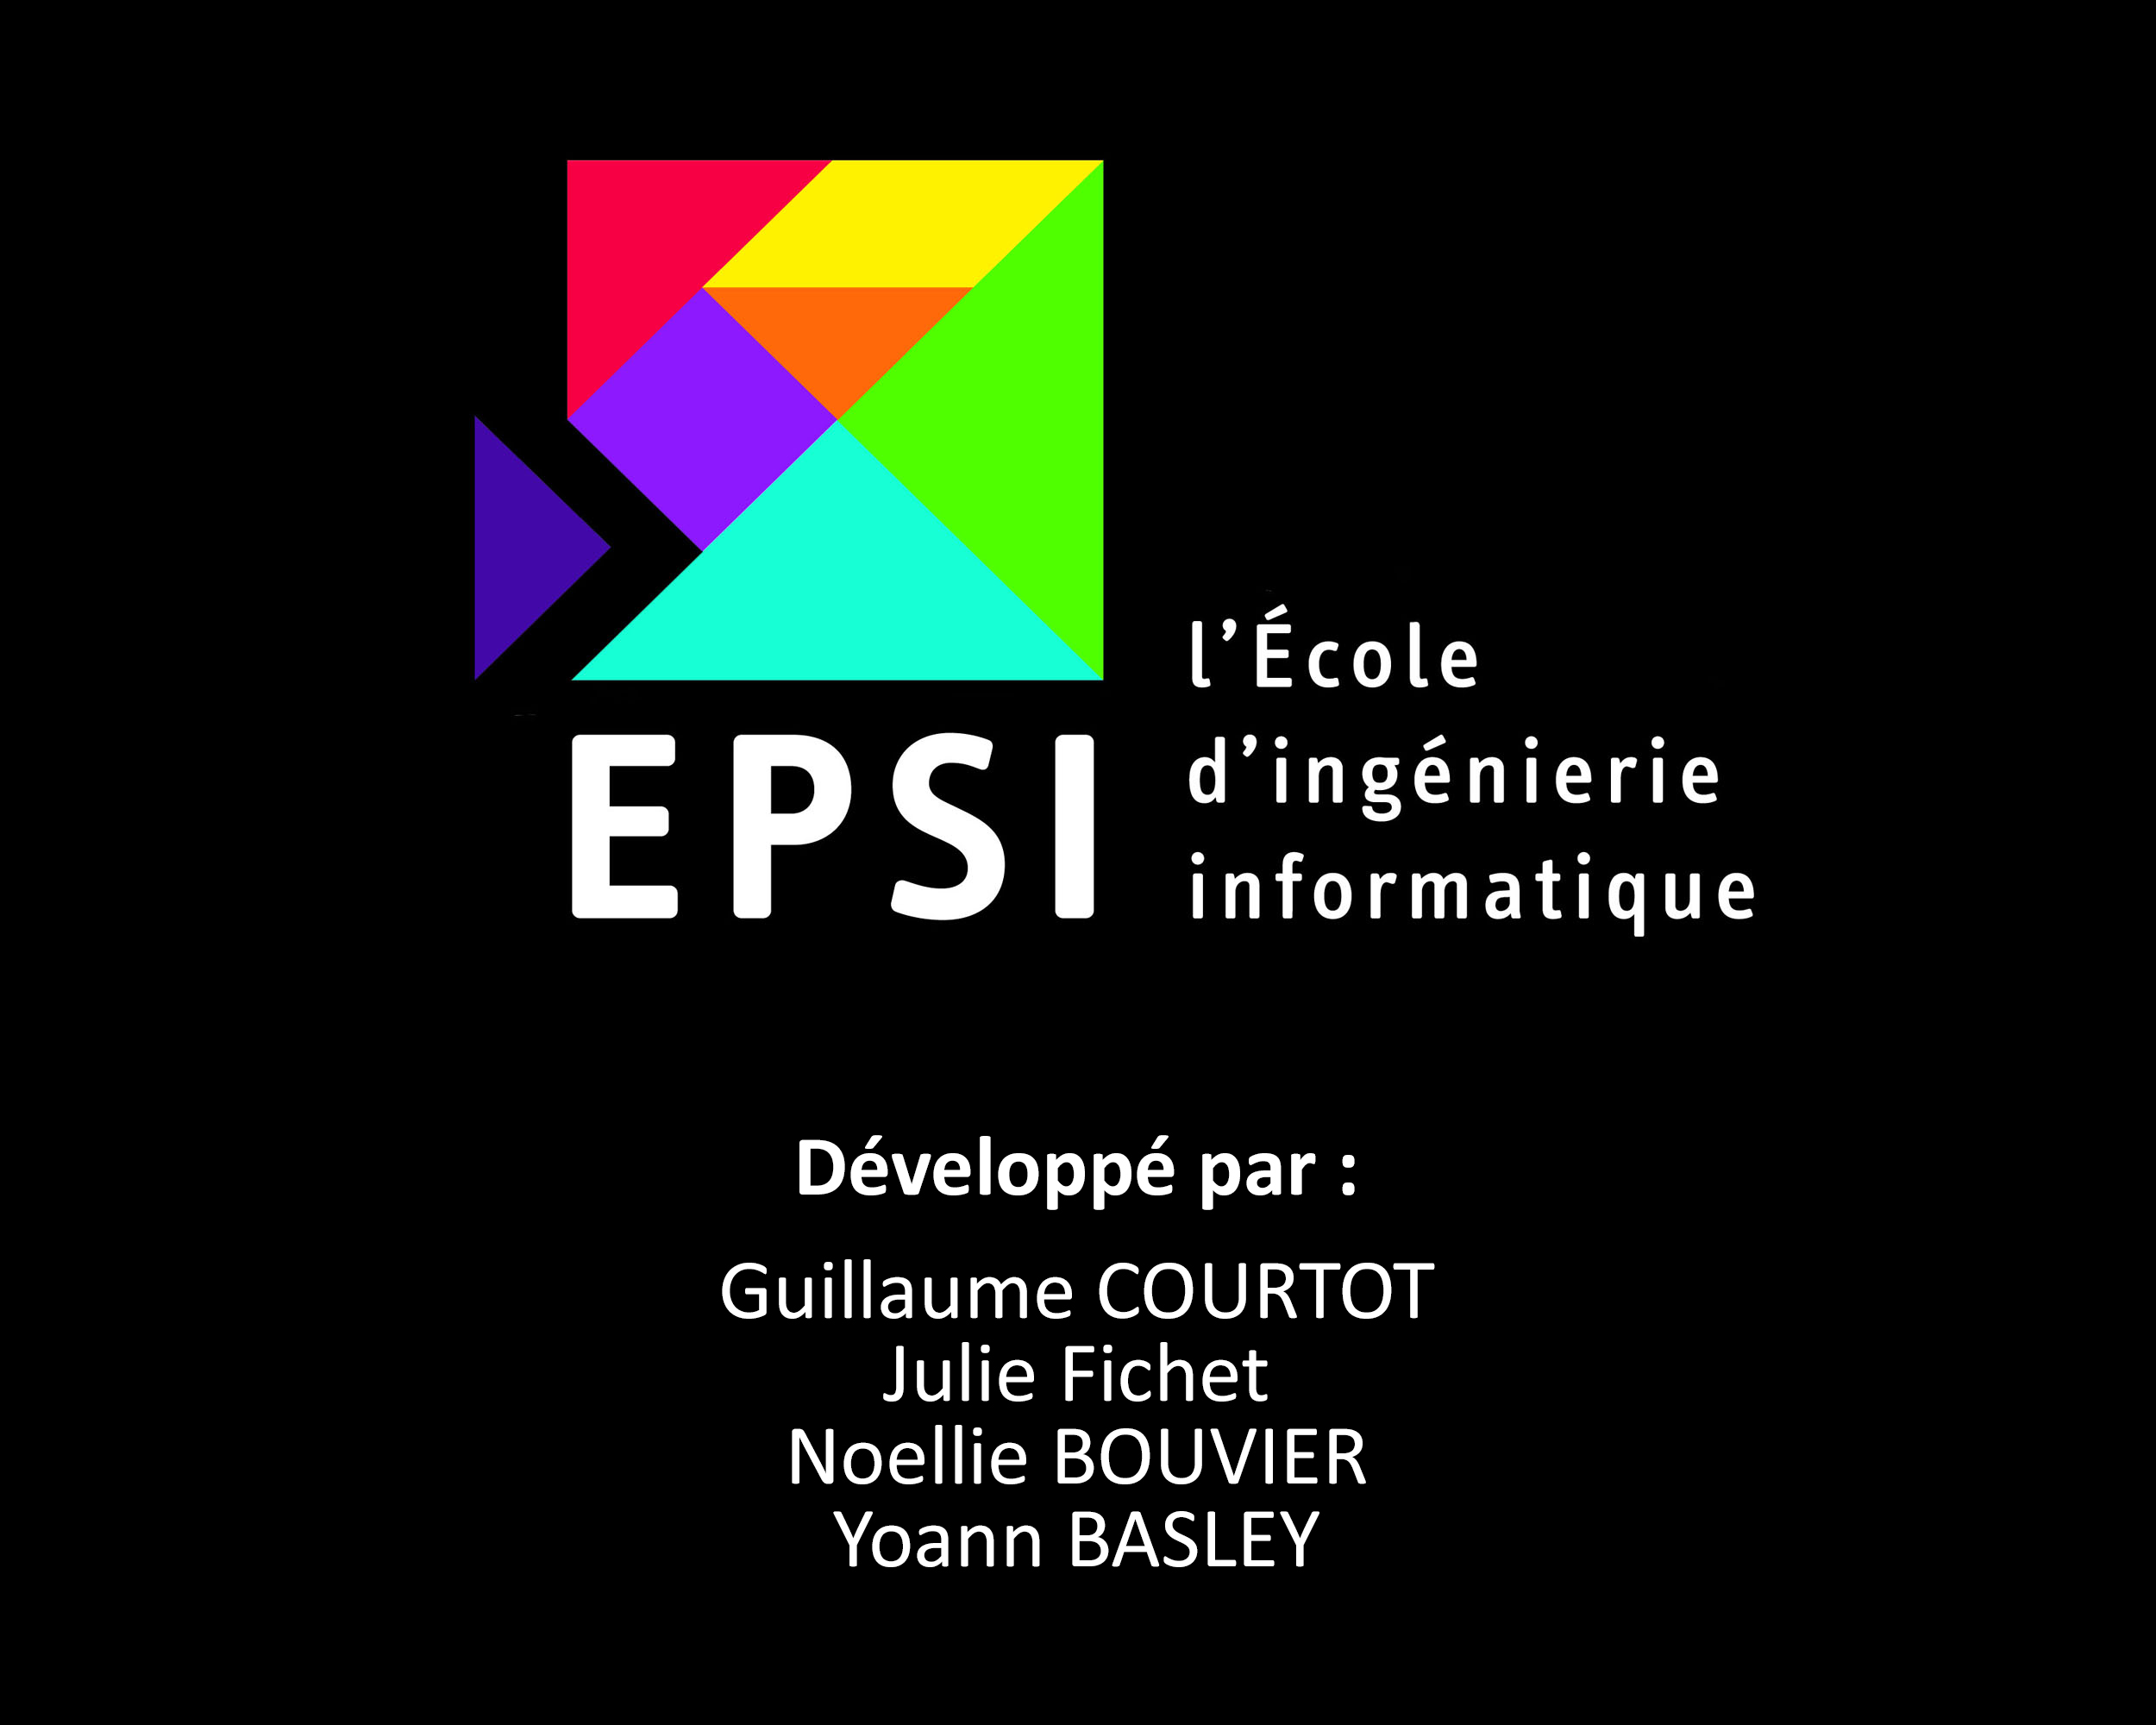 EPSI
l'École
d'ingénierie
informatique
Développé par :
Guillaume COURTOT
Julie Fichet
Noellie BOUVIER
Yoann BASLEY